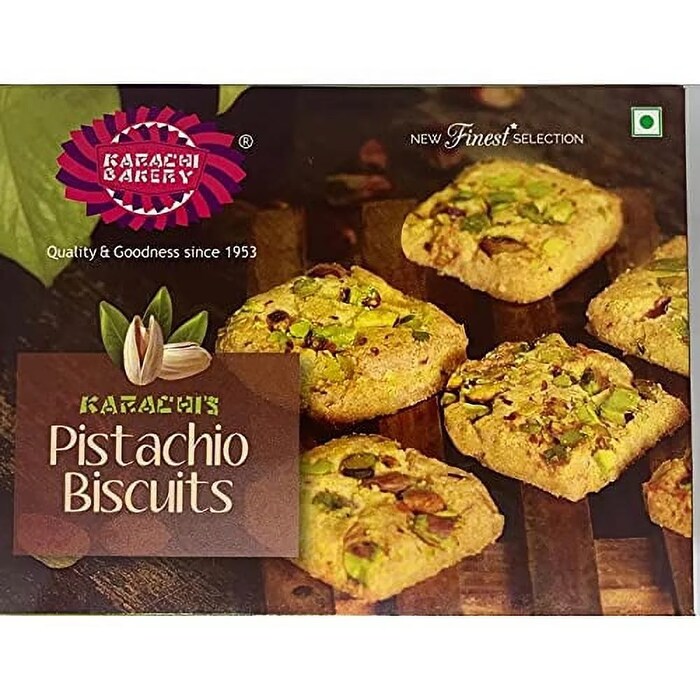 KARACHI
BAKERY
®
Quality & Goodness since 1953
NEW Finest* SELECTION
KARACHI'S
Pistachio
Biscuits